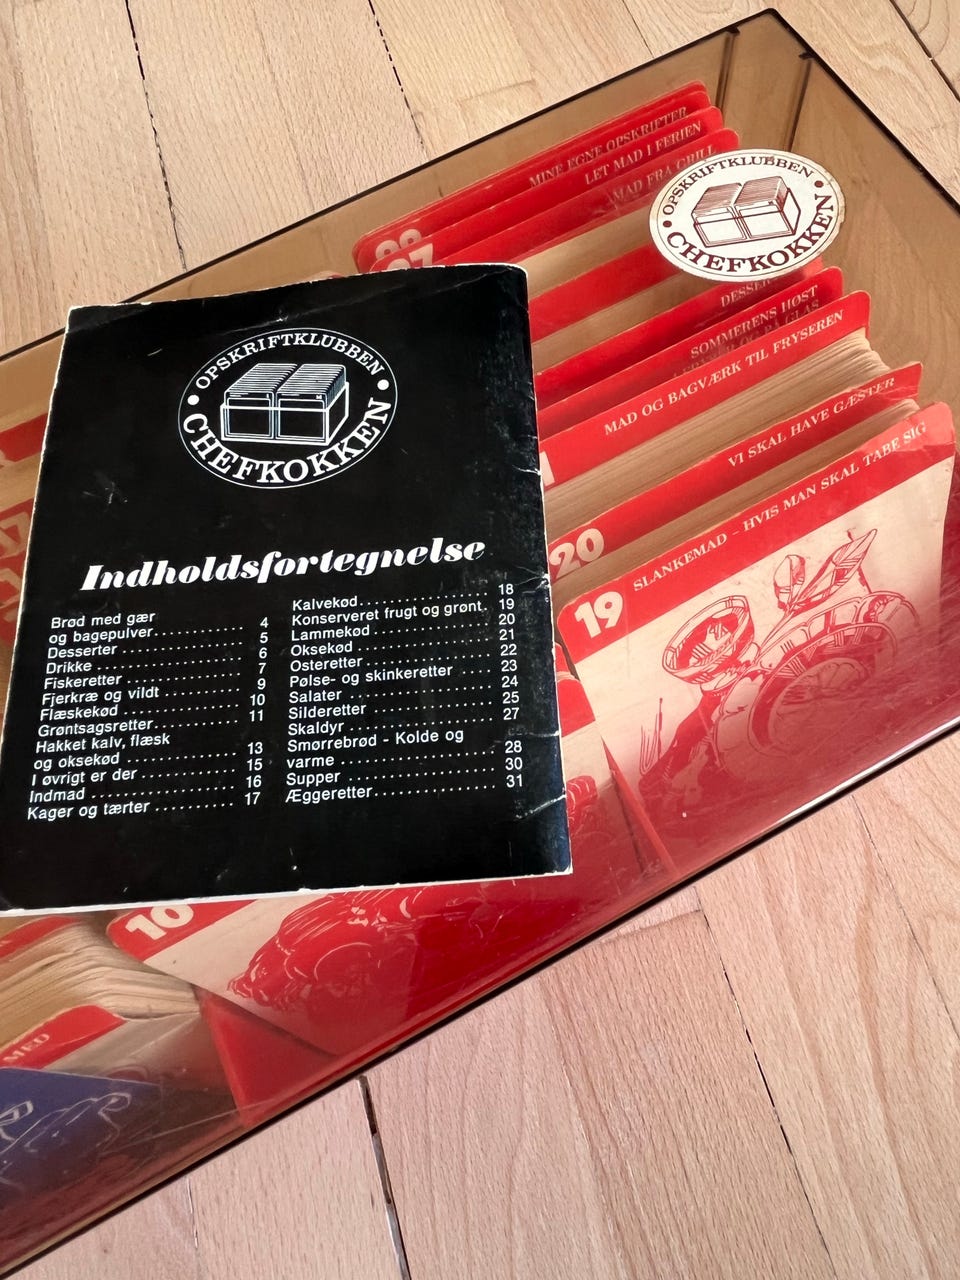 OPSKRIFTKLUBBEN
CHEFKOKKEN
Indholdsfortegnelse
Brød med gær
og bagepulver............ 4
Desserter ............... 5
Drikke .................. 6
Fiskeretter ............. 7
Fjerkræ og vildt ........ 9
Flæskekød ............... 10
Grøntsagsretter.......... 11
Hakket kalv, flæsk
og oksekød .............. 13
I øvrigt er der ......... 15
Indmad .................. 16
Kager og tærter ......... 17
Kalvekød................. 18
Konserveret frugt og grønt. 19
Lammekød ................ 20
Oksekød ................. 21
Osteretter .............. 22
Pølse- og skinkeretter .. 23
Salater ................. 24
Silderetter ............. 25
Skaldyr ................. 27
Smørrebrød - Kolde og
varme ................... 28
Supper .................. 30
Æggeretter............... 31
MINE EGNE OPSKRIFTER
LET MAD I FERIEN
MAD FRA GRILL
OPSKRIFTKLUBBEN
CHEFKOKKEN
SOMMERENS HØST
MAD OG BAGVÆRK TIL FRYSEREN
VI SKAL HAVE GÆSTER
20
SLANKEMAD - HVIS MAN SKAL TABE SIG
19
10
MED